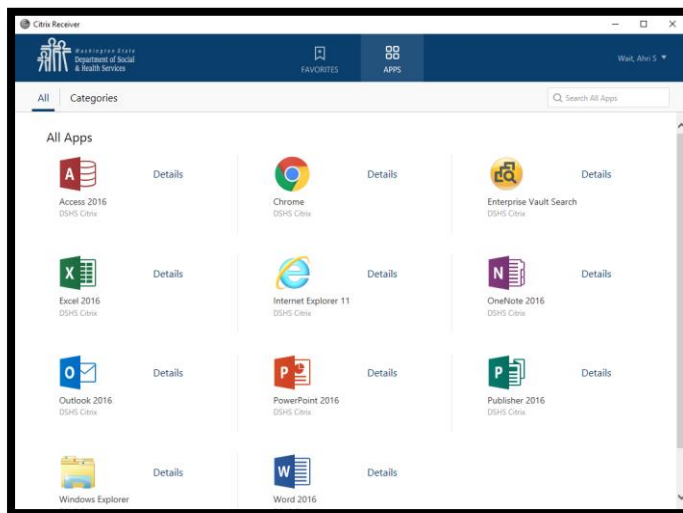 Citrix Receiver
Washington State
Department of Social
& Health Services
FAVORITES
APPS
Wait, Ahri S
All
Categories
Search All Apps
All Apps
Details
Details
Details
Access 2016
Chrome
Enterprise Vault Search
DSHS Citrix
DSHS Citrix
DSHS Citrix
Details
Details
Details
Excel 2016
Internet Explorer 11
OneNote 2016
DSHS Citrix
DSHS Citrix
DSHS Citrix
Details
Details
Details
Outlook 2016
PowerPoint 2016
Publisher 2016
DSHS Citrix
DSHS Citrix
DSHS Citrix
Details
Details
Windows Explorer
Word 2016